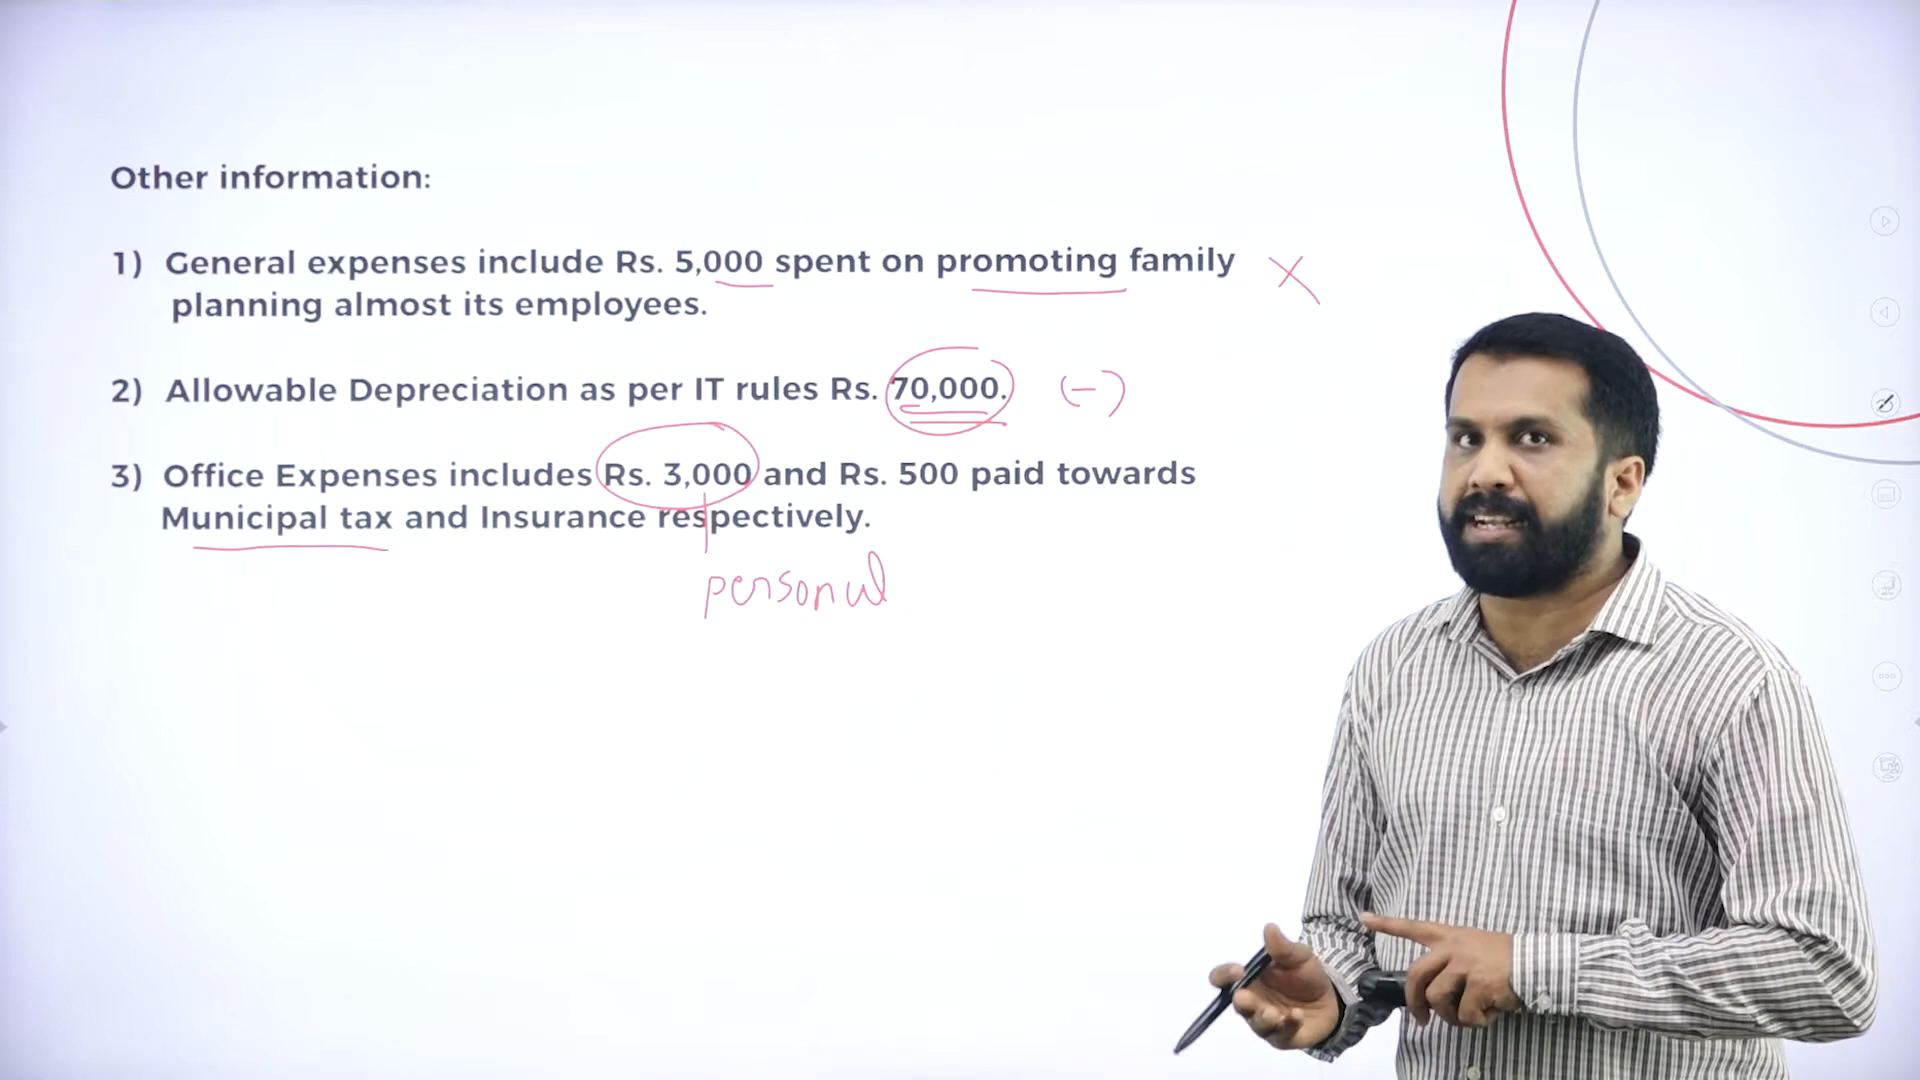 Other information:
1) General expenses include Rs. 5,000 spent on promoting family
planning almost its employees.
2) Allowable Depreciation as per IT rules Rs. 70,000. (-)
3) Office Expenses includes Rs. 3,000 and Rs. 500 paid towards
Municipal tax and Insurance respectively.
personal